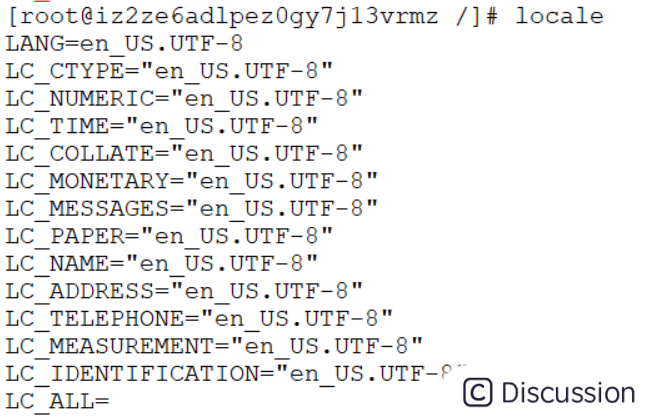 [root@iz2ze6adlpez0gy7j13vrmz /]# locale
LANG=en_US.UTF-8
LC_CTYPE="en_US.UTF-8"
LC_NUMERIC="en_US.UTF-8"
LC_TIME="en_US.UTF-8"
LC_COLLATE="en_US.UTF-8"
LC_MONETARY="en_US.UTF-8"
LC_MESSAGES="en_US.UTF-8"
LC_PAPER="en_US.UTF-8"
LC_NAME="en_US.UTF-8"
LC_ADDRESS="en_US.UTF-8"
LC_TELEPHONE="en_US.UTF-8"
LC_MEASUREMENT="en_US.UTF-8"
LC_IDENTIFICATION="en_US.UTF-8"
LC_ALL=
C Discussion